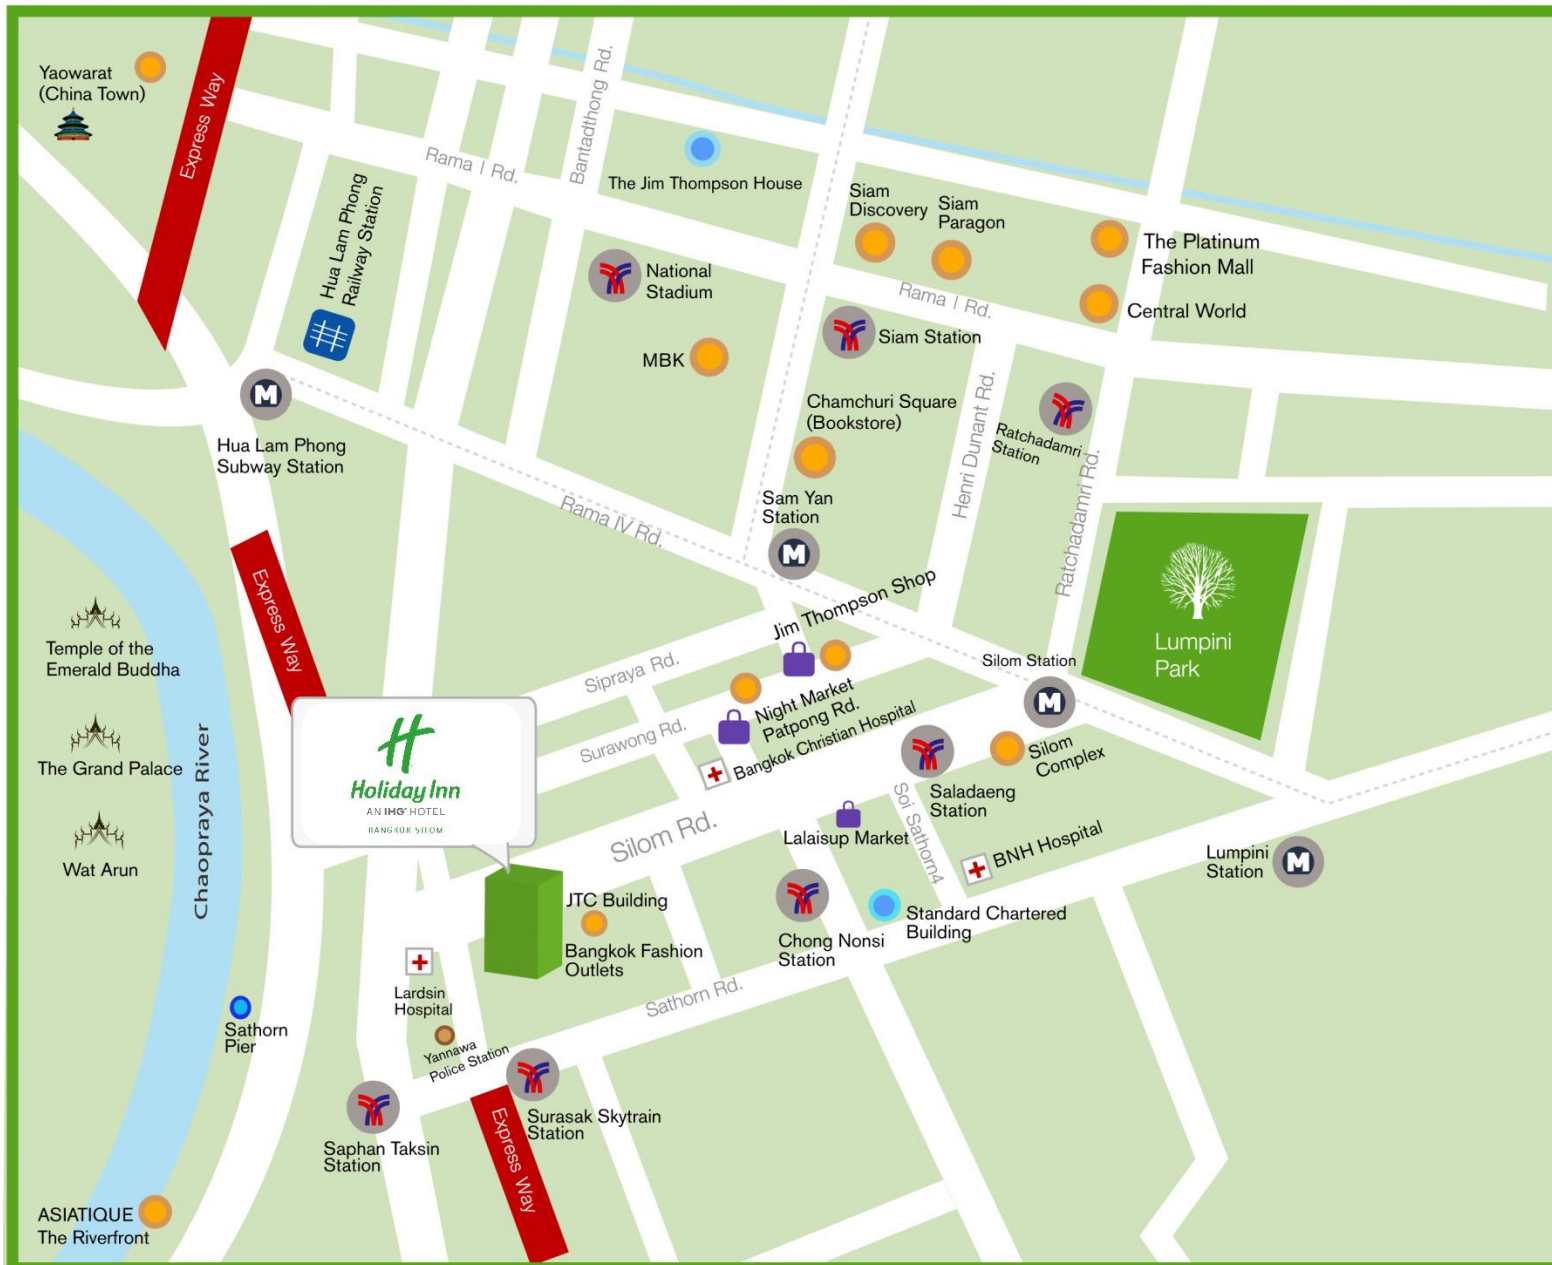 Yaowarat
(China Town)
Express Way
Bantadthong Rd.
Rama I Rd.
The Jim Thompson House
Hua Lam Phong
Railway Station
National
Stadium
MBK
Siam
Discovery
Siam
Paragon
The Platinum
Fashion Mall
Rama I Rd.
Central World
Siam Station
Chamchuri Square
(Bookstore)
Henri Dunant Rd.
Ratchadamri
Station
Ratchadamri Rd.
M
Hua Lam Phong
Subway Station
Rama IV Rd.
Sam Yan
Station
M
Express Way
Jim Thompson Shop
Lumpini
Park
Temple of the
Emerald Buddha
Sipraya Rd.
Silom Station
M
Surawong Rd.
Night Market
Patpong Rd.
Bangkok Christian Hospital
Silom
Complex
The Grand Palace
Chaopraya River
Holiday Inn
AN IHG HOTEL
BANGKOK SILOM
Saladaeng
Station
Soi Sathorn4
Silom Rd.
Lalaisup Market
BNH Hospital
Lumpini
Station
M
Wat Arun
JTC Building
Bangkok Fashion
Outlets
Chong Nonsi
Station
Standard Chartered
Building
Lardsin
Hospital
Sathorn Rd.
Sathorn
Pier
Yannawa
Police Station
Surasak Skytrain
Station
Saphan Taksin
Station
Express Way
ASIATIQUE
The Riverfront